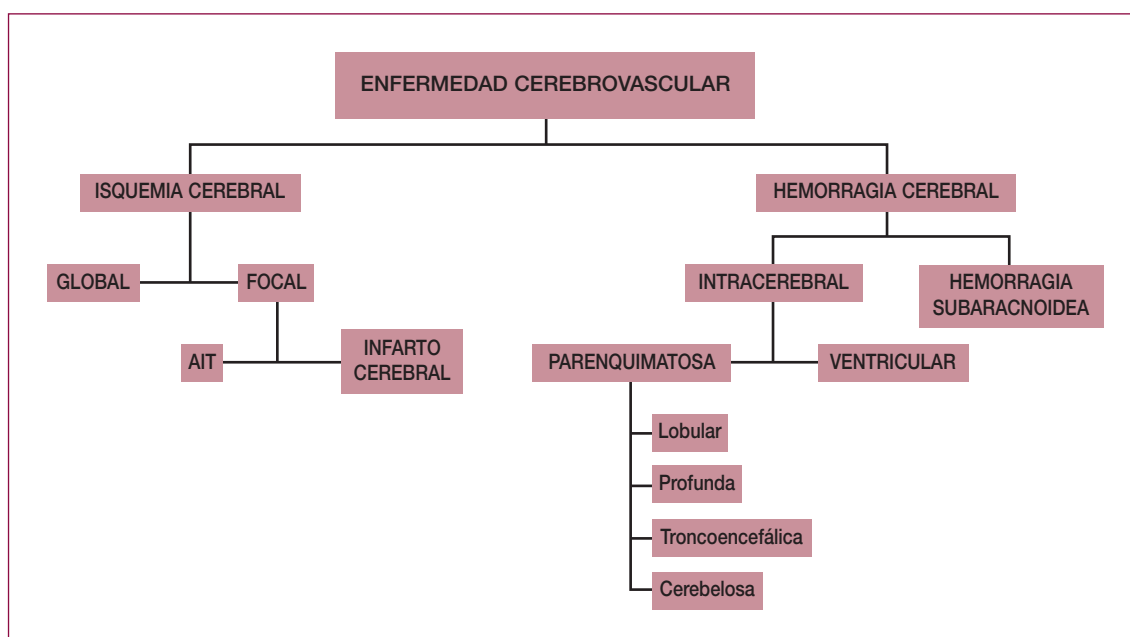 ENFERMEDAD CEREBROVASCULAR
ISQUEMIA CEREBRAL
HEMORRAGIA CEREBRAL
GLOBAL
FOCAL
INTRACEREBRAL
HEMORRAGIA
SUBARACNOIDEA
AIT
INFARTO
CEREBRAL
PARENQUIMATOSA
VENTRICULAR
Lobular
Profunda
Troncoencefálica
Cerebelosa